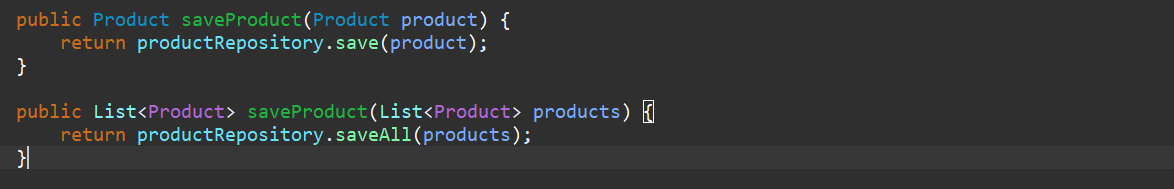 public Product saveProduct(Product product) {
    return productRepository.save(product);
}

public List<Product> saveProduct(List<Product> products) {
    return productRepository.saveAll(products);
}